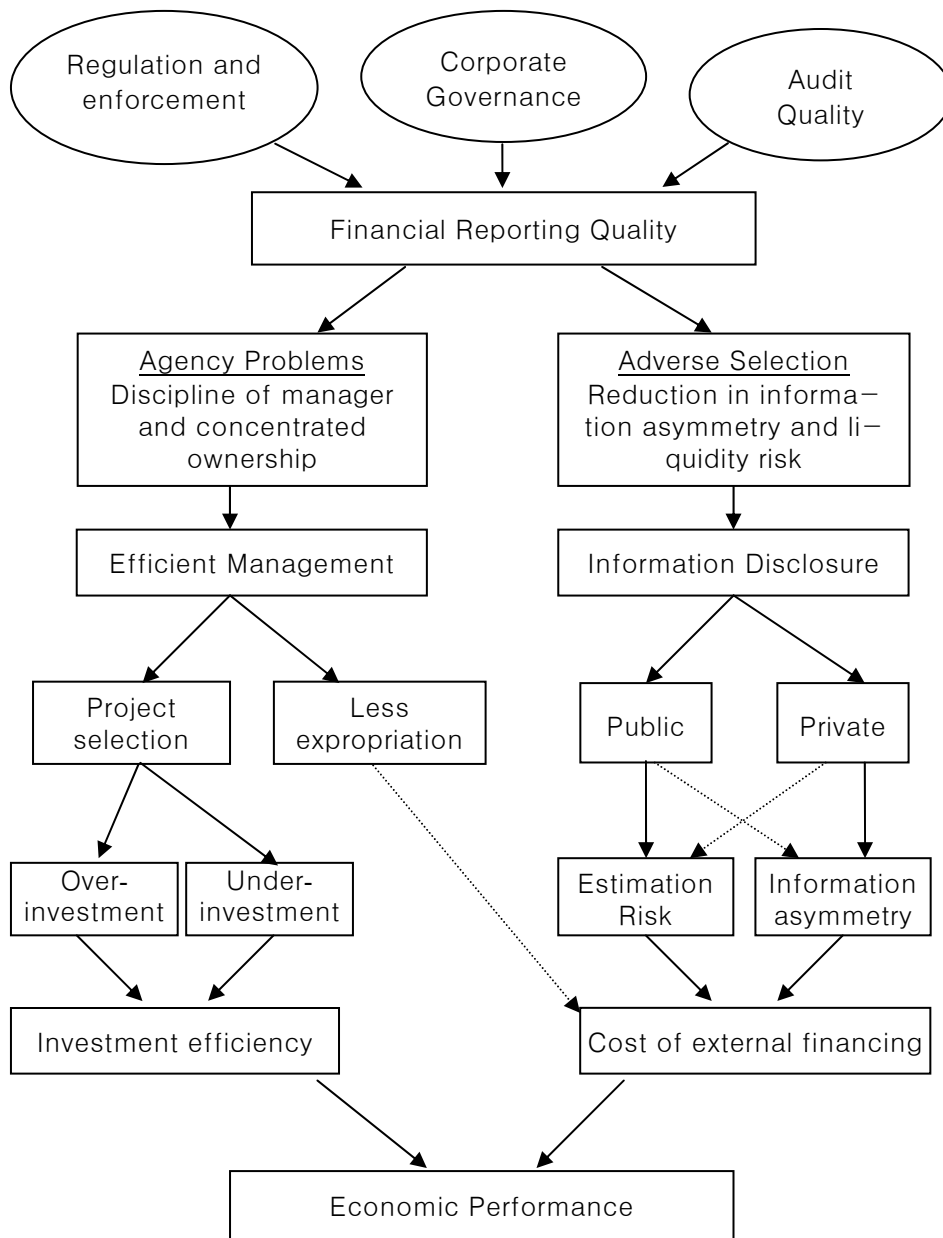 Regulation and
enforcement
Corporate
Governance
Audit
Quality
Financial Reporting Quality
Agency Problems
Discipline of manager
and concentrated
ownership
Adverse Selection
Reduction in informa-
tion asymmetry and li-
quidity risk
Efficient Management
Information Disclosure
Project
selection
Less
expropriation
Public
Private
Over-
investment
Under-
investment
Estimation
Risk
Information
asymmetry
Investment efficiency
Cost of external financing
Economic Performance